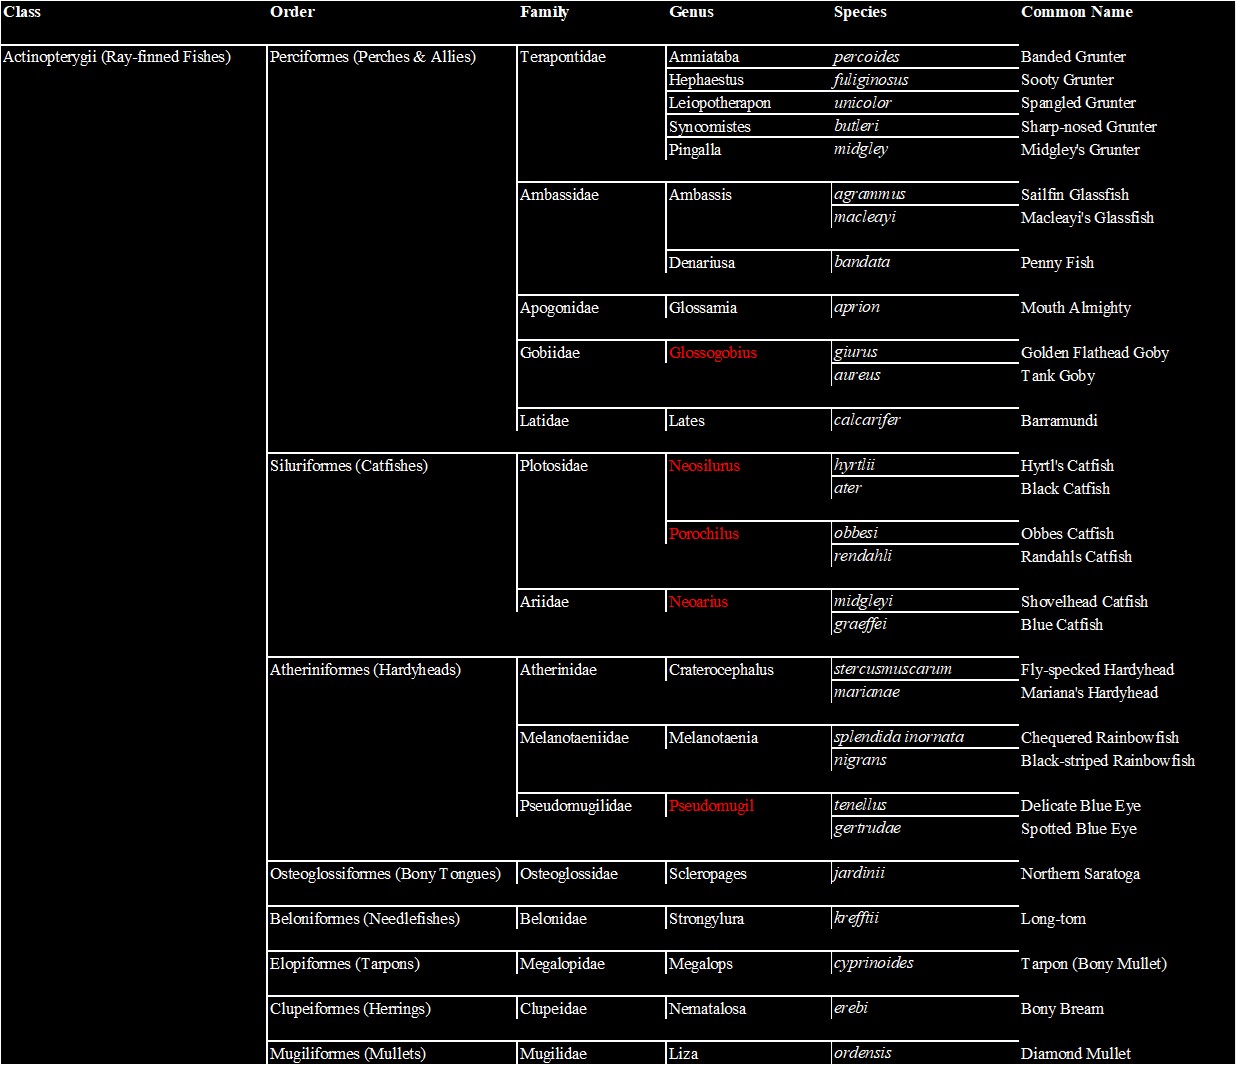 Class Order Family Genus Species Common Name
Actinopterygii (Ray-finned Fishes) Perciformes (Perches & Allies) Terapontidae Amniataba percoides Banded Grunter
Hephaestus fuliginosus Sooty Grunter
Leiopotherapon unicolor Spangled Grunter
Syncomistes butleri Sharp-nosed Grunter
Pingalla midgley Midgley's Grunter
Ambassidae Ambassis agrammus Sailfin Glassfish
macleayi Macleayi's Glassfish
Denariusa bandata Penny Fish
Apogonidae Glossamia aprion Mouth Almighty
Gobiidae Glossogobius giurus Golden Flathead Goby
aureus Tank Goby
Latidae Lates calcarifer Barramundi
Siluriformes (Catfishes) Plotosidae Neosilurus hyrtlii Hyrtl's Catfish
ater Black Catfish
Porochilus obbesi Obbes Catfish
rendahli Randahls Catfish
Ariidae Neoarius midgleyi Shovelhead Catfish
graeffei Blue Catfish
Atheriniformes (Hardyheads) Atherinidae Craterocephalus stercusmuscarum Fly-specked Hardyhead
marianae Mariana's Hardyhead
Melanotaeniidae Melanotaenia splendida inornata Chequered Rainbowfish
nigrans Black-striped Rainbowfish
Pseudomugilidae Pseudomugil tenellus Delicate Blue Eye
gertrudae Spotted Blue Eye
Osteoglossiformes (Bony Tongues) Osteoglossidae Scleropages jardinii Northern Saratoga
Beloniformes (Needlefishes) Belonidae Strongylura krefftii Long-tom
Elopiformes (Tarpons) Megalopidae Megalops cyprinoides Tarpon (Bony Mullet)
Clupeiformes (Herrings) Clupeidae Nematalosa erebi Bony Bream
Mugiliformes (Mullets) Mugilidae Liza ordensis Diamond Mullet